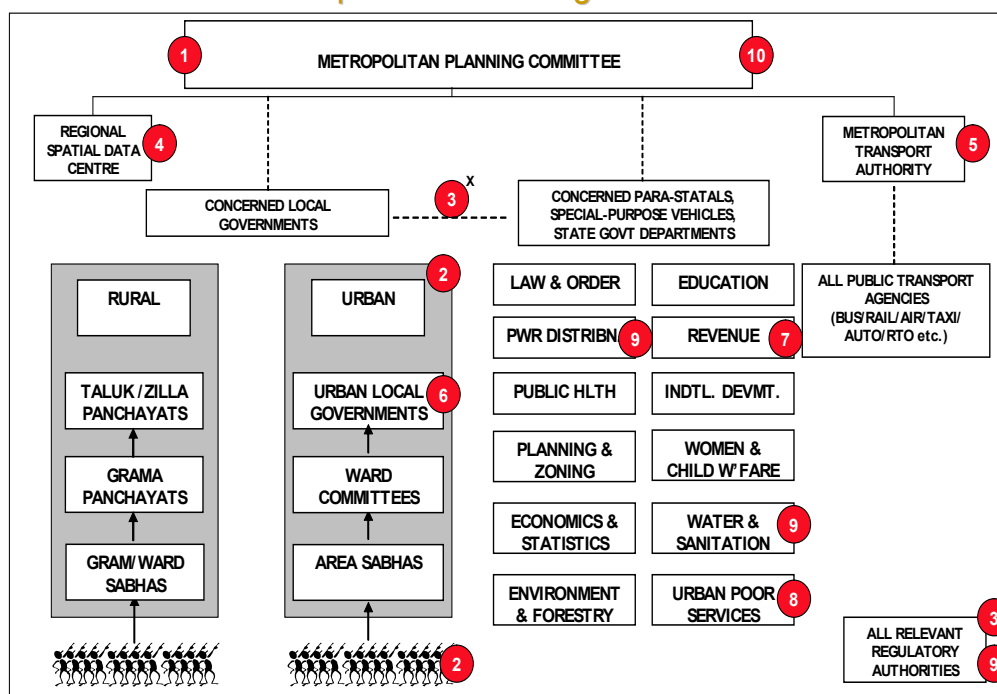 1
METROPOLITAN PLANNING COMMITTEE
10
REGIONAL
SPATIAL DATA
CENTRE
4
METROPOLITAN
TRANSPORT
AUTHORITY
5
CONCERNED LOCAL
GOVERNMENTS
3
X
CONCERNED PARA-STATALS,
SPECIAL-PURPOSE VEHICLES,
STATE GOVT DEPARTMENTS
RURAL
TALUK / ZILLA
PANCHAYATS
GRAMA
PANCHAYATS
GRAM/ WARD
SABHAS
2
URBAN
URBAN LOCAL
GOVERNMENTS
6
WARD
COMMITTEES
AREA SABHAS
2
LAW & ORDER
EDUCATION
PWR DISTRIBN.
9
REVENUE
7
PUBLIC HLTH
INDTL. DEVMT.
PLANNING &
ZONING
WOMEN &
CHILD W' FARE
ECONOMICS &
STATISTICS
WATER &
SANITATION
9
ENVIRONMENT
& FORESTRY
URBAN POOR
SERVICES
8
ALL PUBLIC TRANSPORT
AGENCIES
(BUS/ RAIL/ AIR/ TAXI/
AUTO/ RTO etc.)
ALL RELEVANT
REGULATORY
AUTHORITIES
3
9